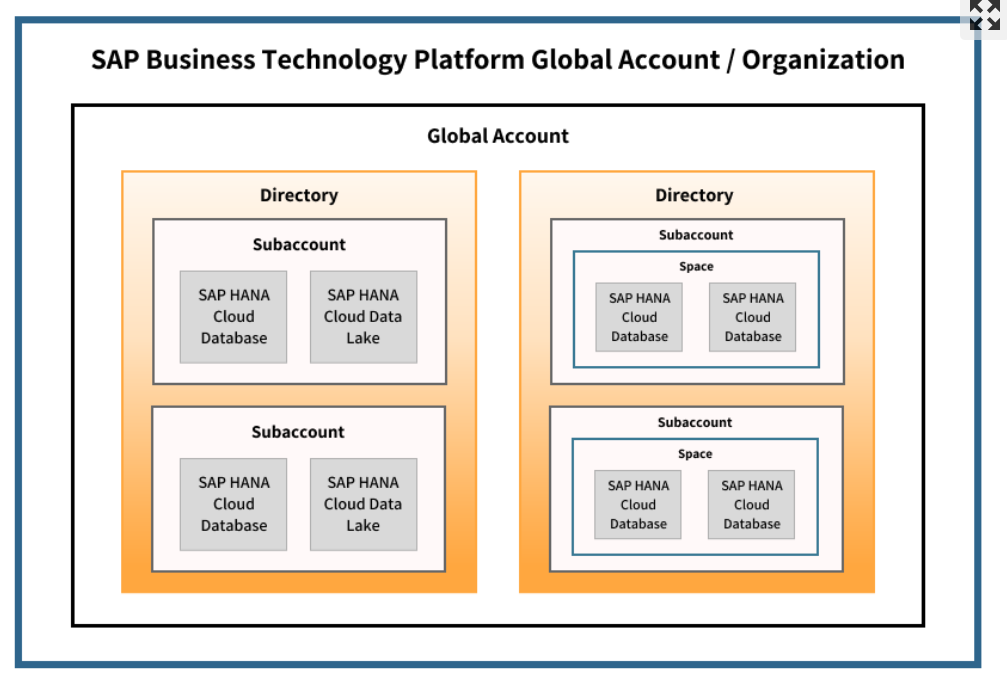 SAP Business Technology Platform Global Account / Organization
Global Account
Directory
Subaccount
SAP HANA
Cloud
Database
SAP HANA
Cloud Data
Lake
Subaccount
SAP HANA
Cloud
Database
SAP HANA
Cloud Data
Lake
Directory
Subaccount
Space
SAP HANA
Cloud
Database
SAP HANA
Cloud
Database
Subaccount
Space
SAP HANA
Cloud
Database
SAP HANA
Cloud
Database